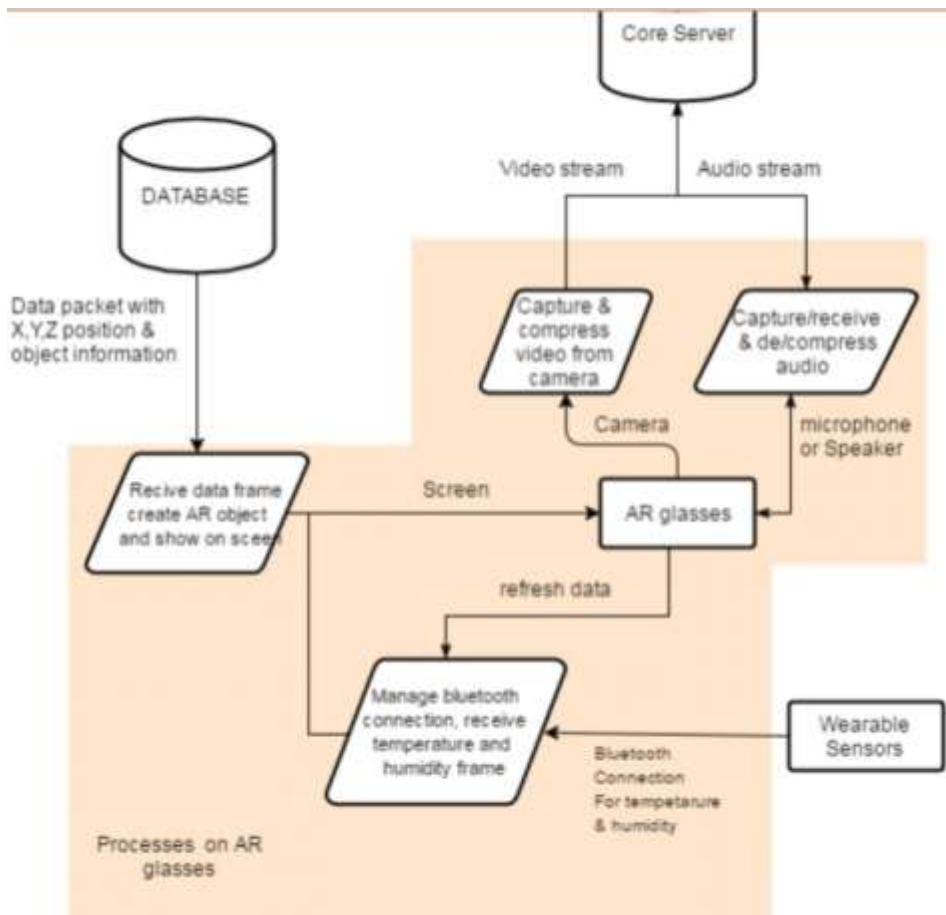 Core Server
Video stream
Audio stream
DATABASE
Data packet with
X,Y,Z position &
object information
Capture &
compress
video from
camera
Capture/receive
& de/compress
audio
Camera
microphone
or Speaker
Recive data frame
create AR object
and show on sceen
Screen
AR glasses
refresh data
Manage bluetooth
connection, receive
temperature and
humidity frame
Wearable
Sensors
Bluetooth
Connection
For tempetarure
& humidity
Processes on AR
glasses